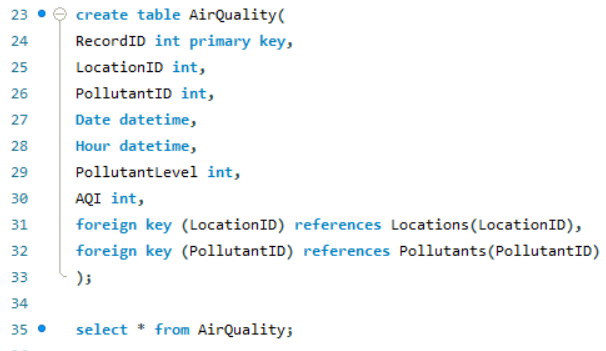 23 create table AirQuality(
24 RecordID int primary key,
25 LocationID int,
26 PollutantID int,
27 Date datetime,
28 Hour datetime,
29 PollutantLevel int,
30 AQI int,
31 foreign key (LocationID) references Locations(LocationID),
32 foreign key (PollutantID) references Pollutants(PollutantID)
33 );
34
35 select * from AirQuality;